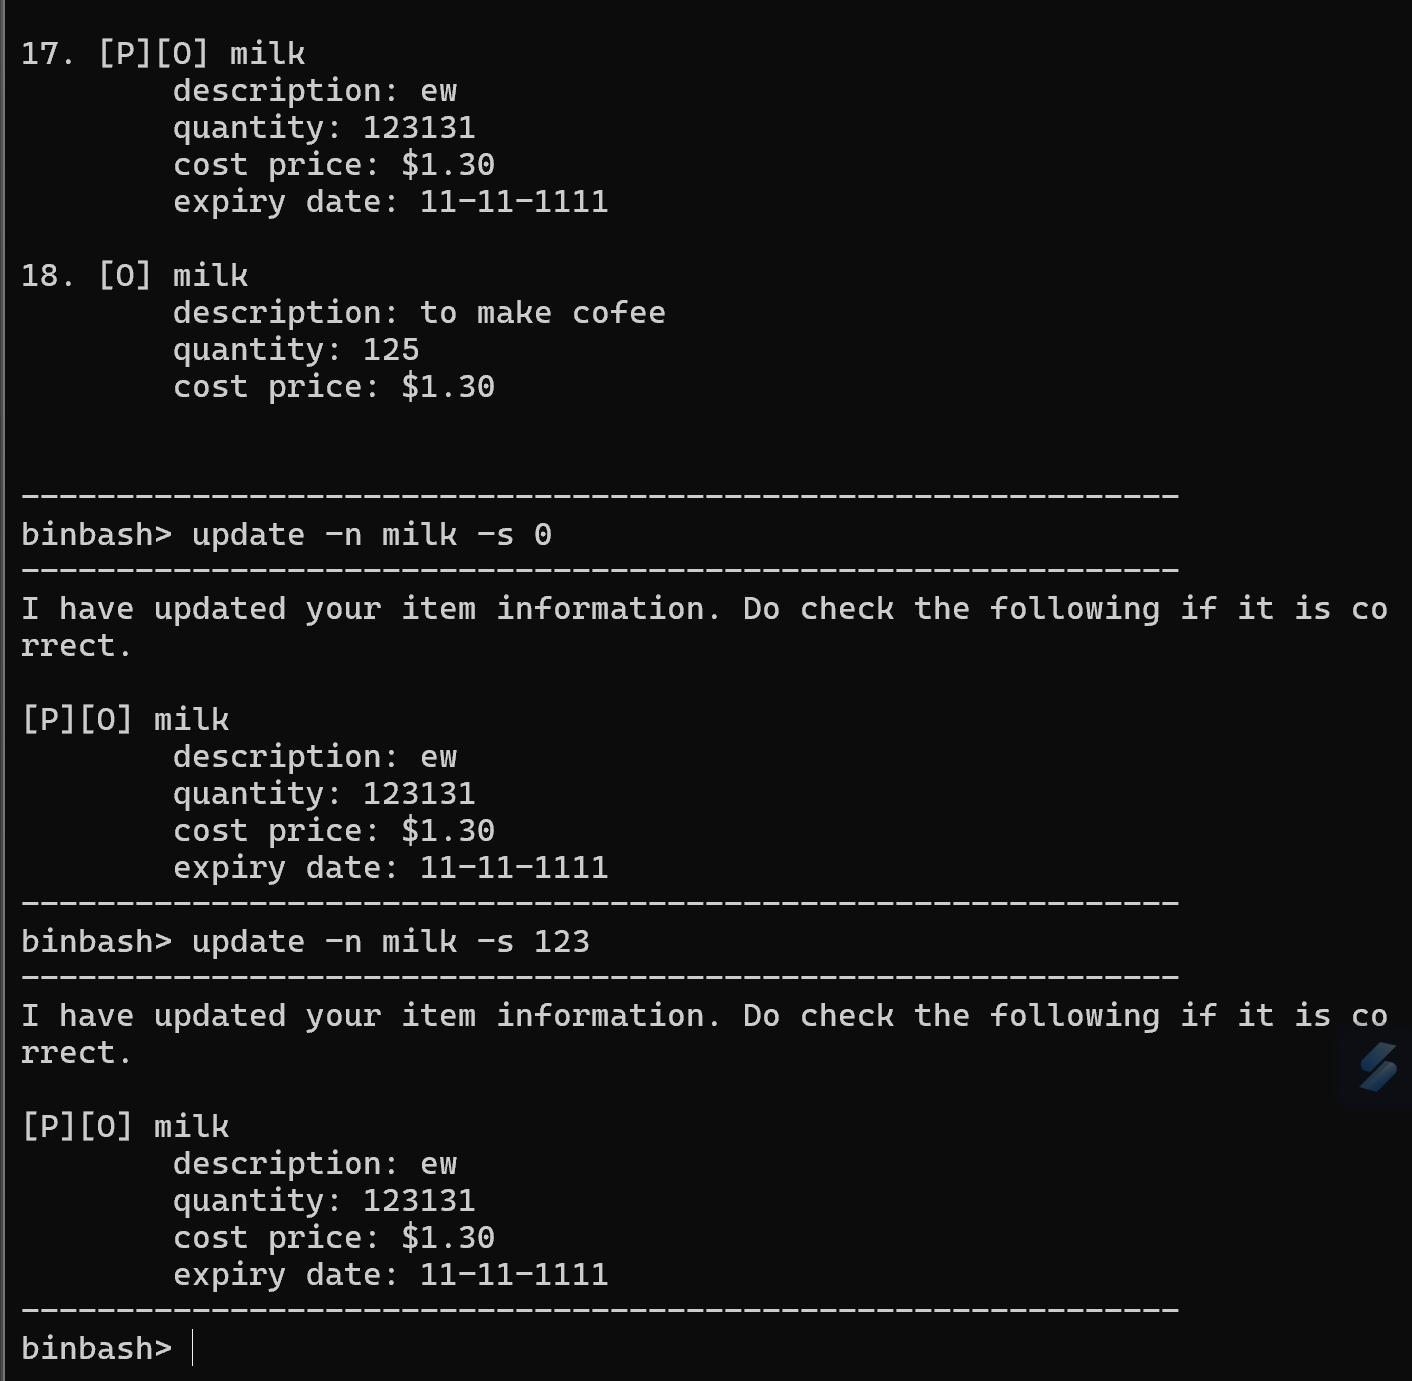 17. [P][O] milk
description: ew
quantity: 123131
cost price: $1.30
expiry date: 11-11-1111
18. [O] milk
description: to make cofee
quantity: 125
cost price: $1.30
-------------------------------------------------------------
binbash> update -n milk -s 0
-------------------------------------------------------------
I have updated your item information. Do check the following if it is co
rrect.
[P][O] milk
description: ew
quantity: 123131
cost price: $1.30
expiry date: 11-11-1111
-------------------------------------------------------------
binbash> update -n milk -s 123
-------------------------------------------------------------
I have updated your item information. Do check the following if it is co
rrect.
[P][O] milk
description: ew
quantity: 123131
cost price: $1.30
expiry date: 11-11-1111
-------------------------------------------------------------
binbash>